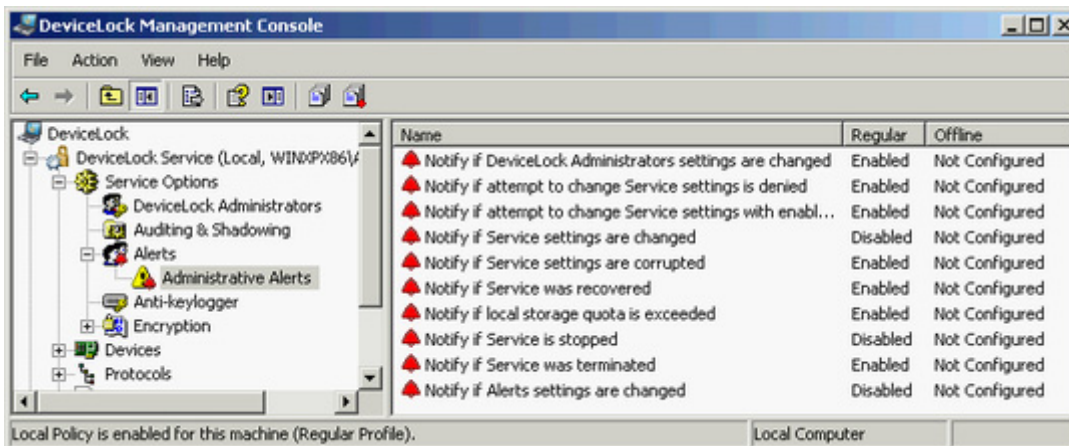 DeviceLock Management Console
File Action View Help
DeviceLock
DeviceLock Service (Local, WINXPX86\A
Service Options
DeviceLock Administrators
Auditing & Shadowing
Alerts
Administrative Alerts
Anti-keylogger
Encryption
Devices
Protocols
Name Regular Offline
Notify if DeviceLock Administrators settings are changed Enabled Not Configured
Notify if attempt to change Service settings is denied Enabled Not Configured
Notify if attempt to change Service settings with enabl... Enabled Not Configured
Notify if Service settings are changed Disabled Not Configured
Notify if Service settings are corrupted Enabled Not Configured
Notify if Service was recovered Enabled Not Configured
Notify if local storage quota is exceeded Enabled Not Configured
Notify if Service is stopped Disabled Not Configured
Notify if Service was terminated Enabled Not Configured
Notify if Alerts settings are changed Disabled Not Configured
Local Policy is enabled for this machine (Regular Profile). Local Computer